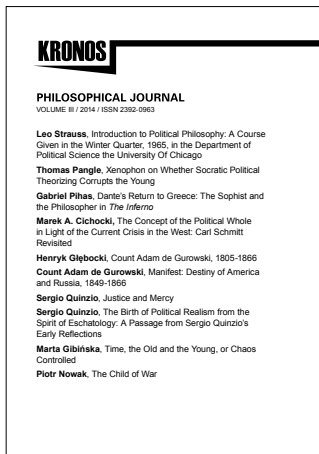 KRONOS
PHILOSOPHICAL JOURNAL
VOLUME III / 2014 / ISSN 2392-0963
Leo Strauss, Introduction to Political Philosophy: A Course
Given in the Winter Quarter, 1965, in the Department of
Political Science the University Of Chicago
Thomas Pangle, Xenophon on Whether Socratic Political
Theorizing Corrupts the Young
Gabriel Pihas, Dante's Return to Greece: The Sophist and
the Philosopher in The Inferno
Marek A. Cichocki, The Concept of the Political Whole
in Light of the Current Crisis in the West: Carl Schmitt
Revisited
Henryk Głębocki, Count Adam de Gurowski, 1805-1866
Count Adam de Gurowski, Manifest: Destiny of America
and Russia, 1849-1866
Sergio Quinzio, Justice and Mercy
Sergio Quinzio, The Birth of Political Realism from the
Spirit of Eschatology: A Passage from Sergio Quinzio's
Early Reflections
Marta Gibińska, Time, the Old and the Young, or Chaos
Controlled
Piotr Nowak, The Child of War